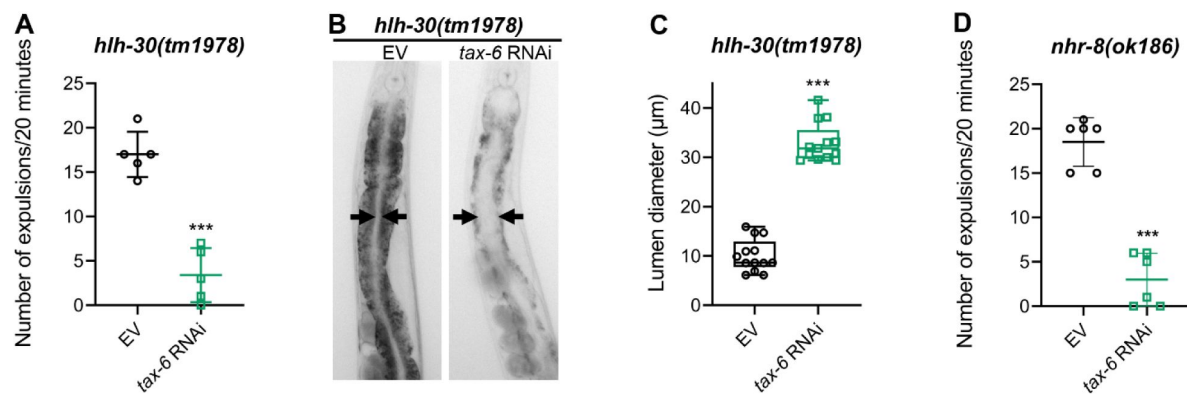 A
hlh-30(tm1978)
Number of expulsions/20 minutes
25
20
15
10
5
0
***
EV
tax-6 RNAi
B
hlh-30(tm1978)
EV
tax-6 RNAi
C
hlh-30(tm1978)
Lumen diameter (µm)
40
30
20
10
0
***
EV
tax-6 RNAi
D
nhr-8(ok186)
Number of expulsions/20 minutes
25
20
15
10
5
0
***
EV
tax-6 RNAi